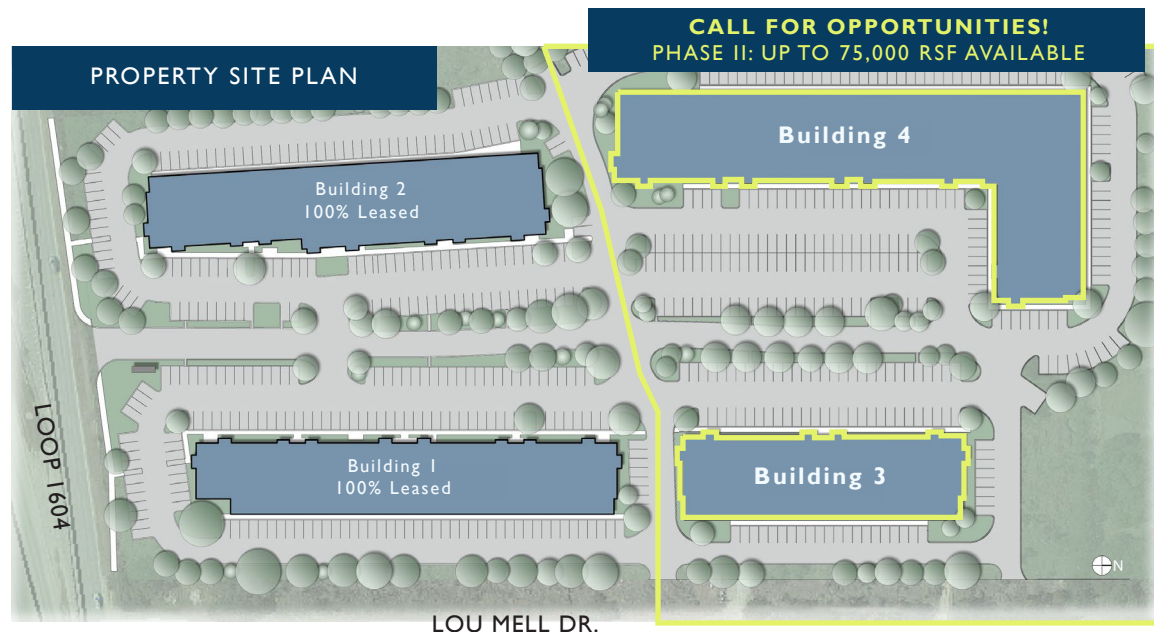 CALL FOR OPPORTUNITIES!
PHASE II: UP TO 75,000 RSF AVAILABLE
PROPERTY SITE PLAN
Building 4
Building 2
100% Leased
LOOP 1604
Building 1
100% Leased
Building 3
N
LOU MELL DR.